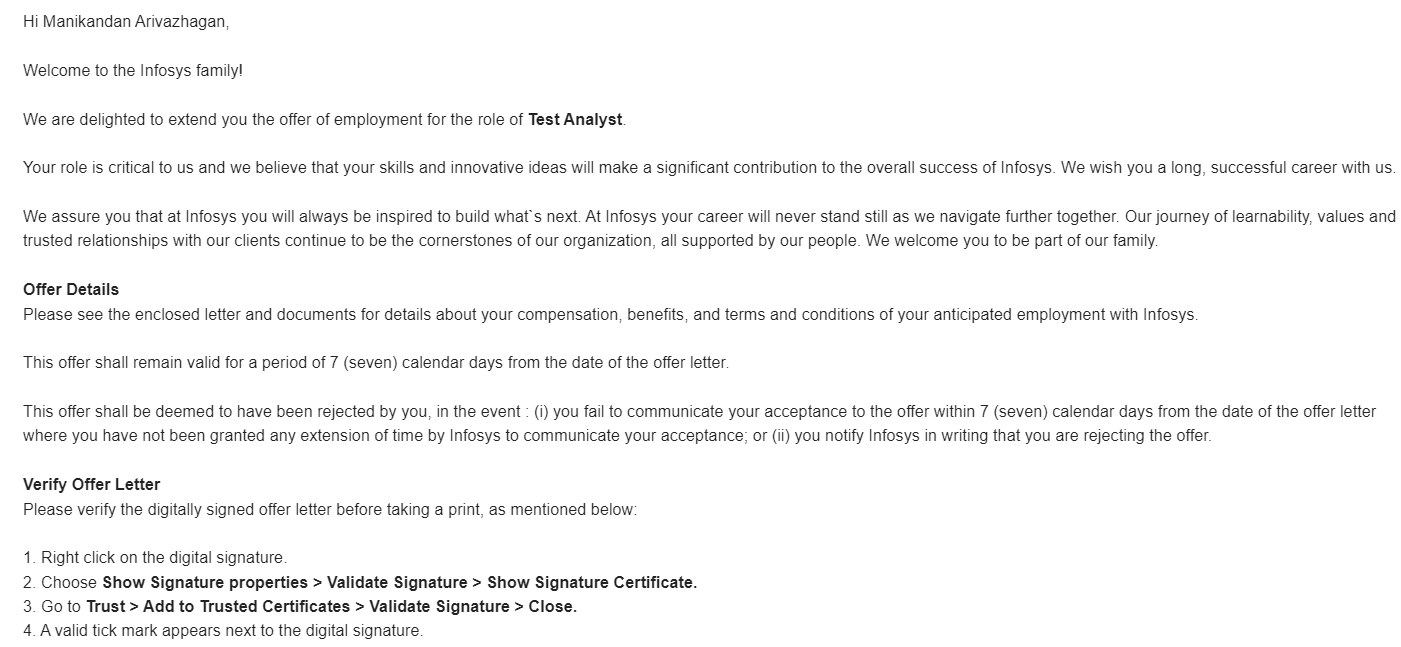 Hi Manikandan Arivazhagan,
Welcome to the Infosys family!
We are delighted to extend you the offer of employment for the role of Test Analyst.
Your role is critical to us and we believe that your skills and innovative ideas will make a significant contribution to the overall success of Infosys. We wish you a long, successful career with us.
We assure you that at Infosys you will always be inspired to build what`s next. At Infosys your career will never stand still as we navigate further together. Our journey of learnability, values and
trusted relationships with our clients continue to be the cornerstones of our organization, all supported by our people. We welcome you to be part of our family.
Offer Details
Please see the enclosed letter and documents for details about your compensation, benefits, and terms and conditions of your anticipated employment with Infosys.
This offer shall remain valid for a period of 7 (seven) calendar days from the date of the offer letter.
This offer shall be deemed to have been rejected by you, in the event : (i) you fail to communicate your acceptance to the offer within 7 (seven) calendar days from the date of the offer letter
where you have not been granted any extension of time by Infosys to communicate your acceptance; or (ii) you notify Infosys in writing that you are rejecting the offer.
Verify Offer Letter
Please verify the digitally signed offer letter before taking a print, as mentioned below:
1. Right click on the digital signature.
2. Choose Show Signature properties > Validate Signature > Show Signature Certificate.
3. Go to Trust > Add to Trusted Certificates > Validate Signature > Close.
4. A valid tick mark appears next to the digital signature.